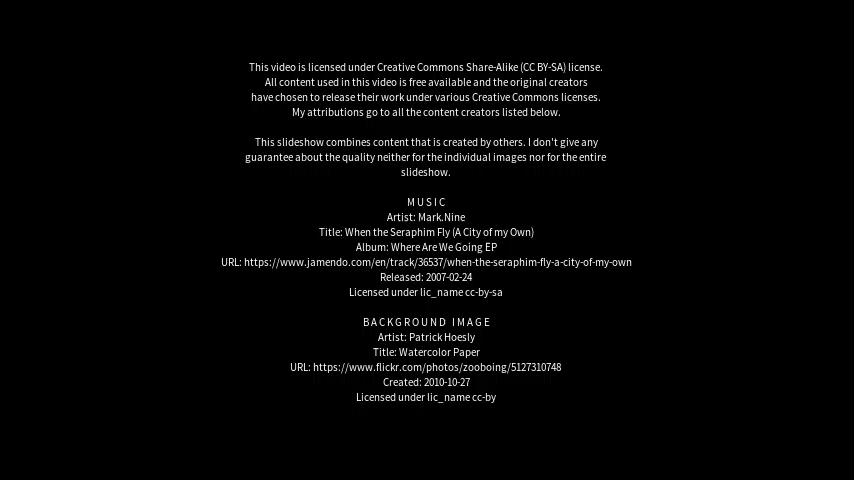 This video is licensed under Creative Commons Share-Alike (CC BY-SA) license.
All content used in this video is free available and the original creators
have chosen to release their work under various Creative Commons licenses.
My attributions go to all the content creators listed below.
This slideshow combines content that is created by others. I don't give any
guarantee about the quality neither for the individual images nor for the entire
slideshow.
MUSIC
Artist: Mark.Nine
Title: When the Seraphim Fly (A City of my Own)
Album: Where Are We Going EP
URL: https://www.jamendo.com/en/track/36537/when-the-seraphim-fly-a-city-of-my-own
Released: 2007-02-24
Licensed under lic_name cc-by-sa
BACKGROUND IMAGE
Artist: Patrick Hoesly
Title: Watercolor Paper
URL: https://www.flickr.com/photos/zooboing/5127310748
Created: 2010-10-27
Licensed under lic_name cc-by